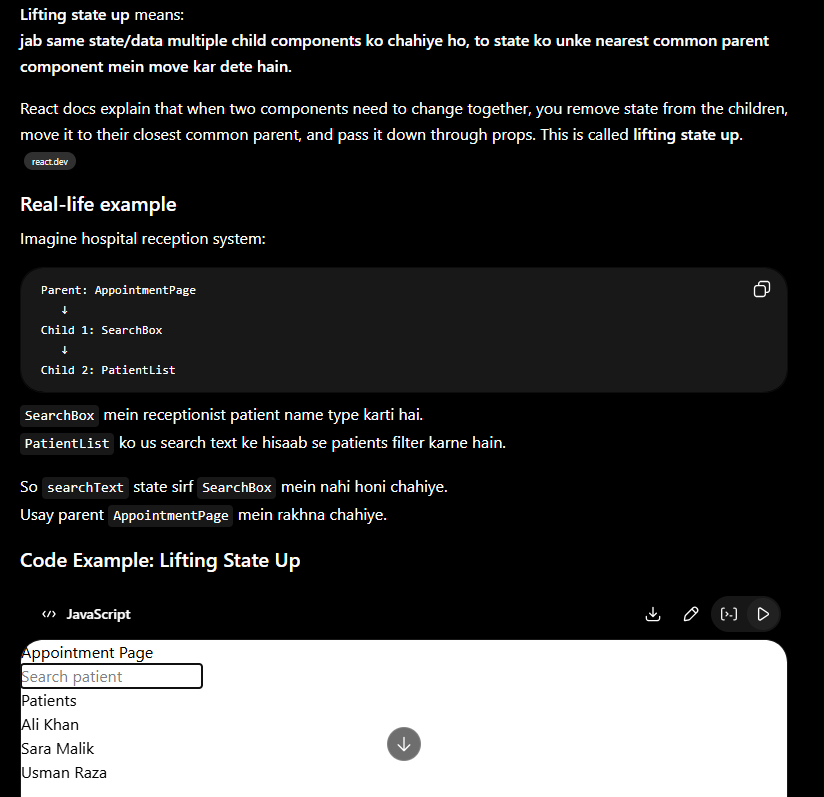 Lifting state up means:
jab same state/data multiple child components ko chahiye ho, to state ko unke nearest common parent
component mein move kar dete hain.
React docs explain that when two components need to change together, you remove state from the children,
move it to their closest common parent, and pass it down through props. This is called lifting state up.
react.dev
Real-life example
Imagine hospital reception system:
Parent: AppointmentPage
↓
Child 1: SearchBox
↓
Child 2: PatientList
SearchBox mein receptionist patient name type karti hai.
PatientList ko us search text ke hisaab se patients filter karne hain.
So searchText state sirf SearchBox mein nahi honi chahiye.
Usay parent AppointmentPage mein rakhna chahiye.
Code Example: Lifting State Up
JavaScript
Appointment Page
Search patient
Patients
Ali Khan
Sara Malik
Usman Raza